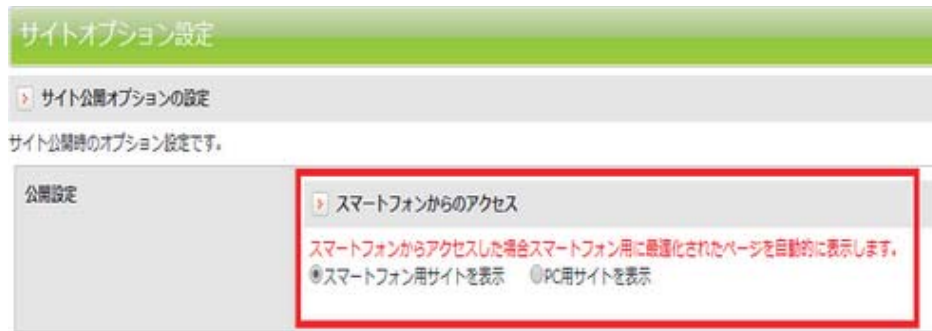 サイトオプション設定
サイト公開オプションの設定
サイト公開時のオプション設定です。
公開設定
スマートフォンからのアクセス
スマートフォンからアクセスした場合スマートフォン用に最適化されたページを自動的に表示します。
スマートフォン用サイトを表示 PC用サイトを表示